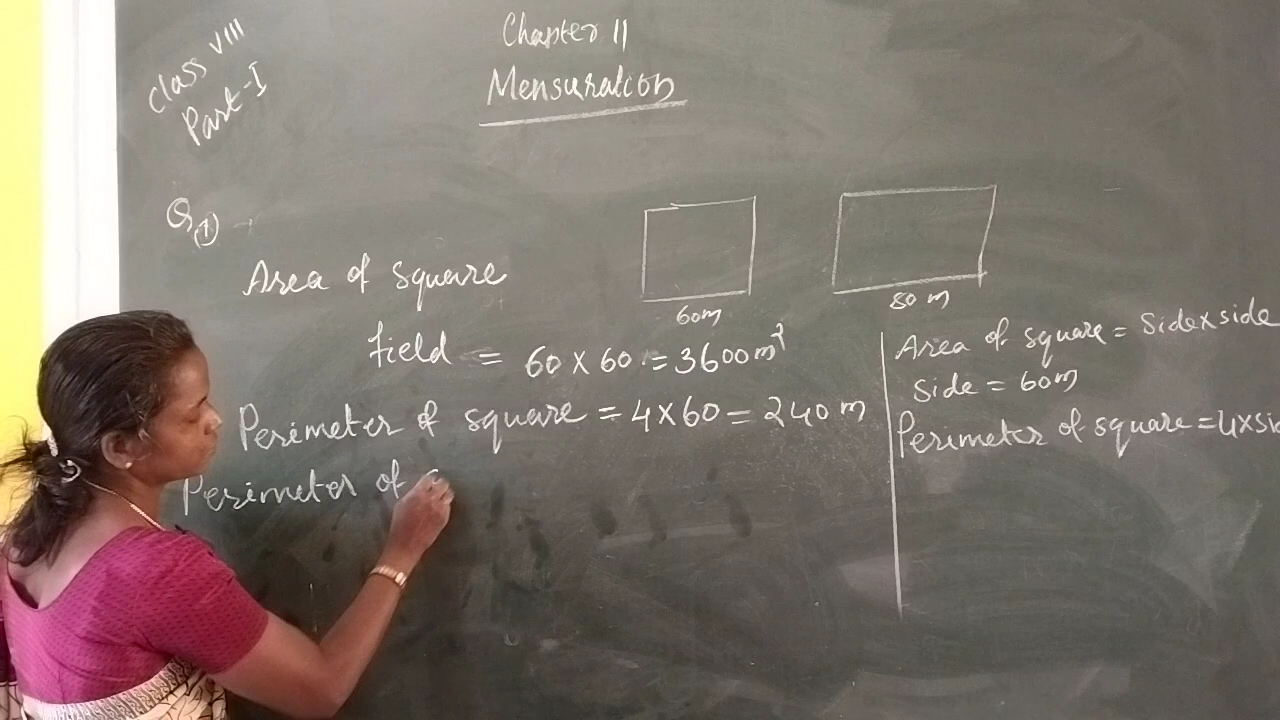 Class VIII
Part-I
Chapter 11
Mensuration
Q(1)
60m
80 m
Area of square
field = 60 x 60 = 3600m²
Perimeter of square = 4 x 60 = 240 m
Perimeter of
Area of square = Side x side
Side = 60m
Perimeter of square = 4 x si